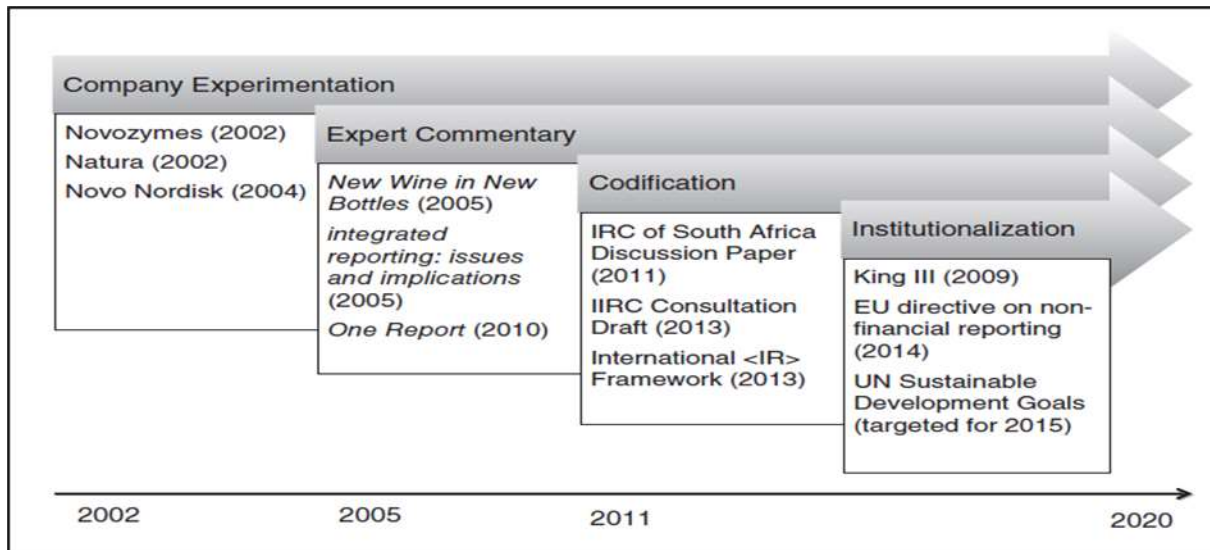 Company Experimentation
Novozymes (2002)
Natura (2002)
Novo Nordisk (2004)
Expert Commentary
New Wine in New
Bottles (2005)
integrated
reporting: issues
and implications
(2005)
One Report (2010)
Codification
IRC of South Africa
Discussion Paper
(2011)
IIRC Consultation
Draft (2013)
International <IR>
Framework (2013)
Institutionalization
King III (2009)
EU directive on non-
financial reporting
(2014)
UN Sustainable
Development Goals
(targeted for 2015)
2002
2005
2011
2020